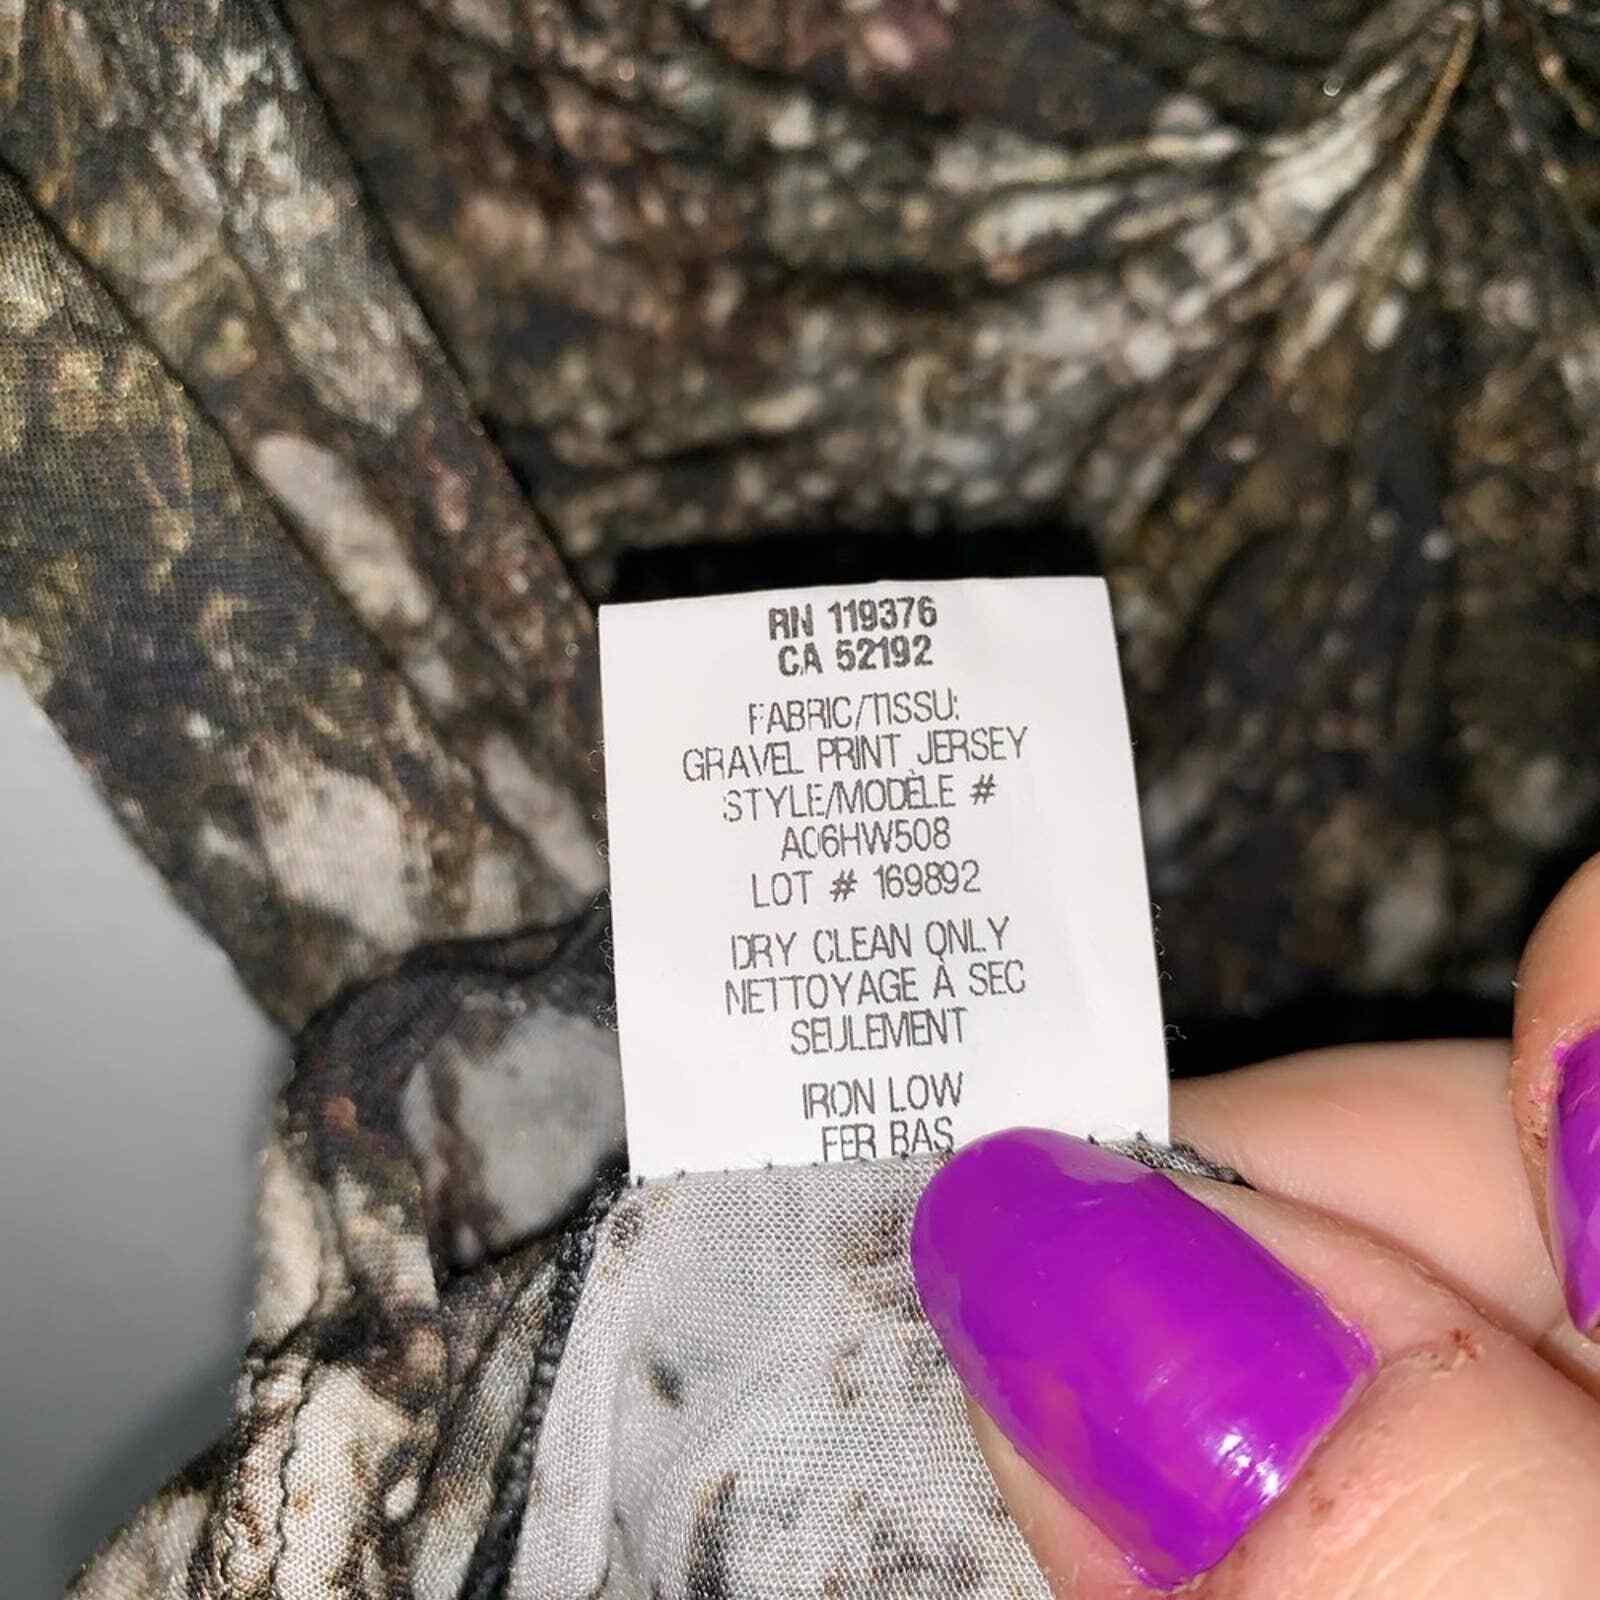 RN 119376
CA 52192
FABRIC/TISSU:
GRAVEL PRINT JERSEY
STYLE/MODÈLE #
A06HW508
LOT # 169892
DRY CLEAN ONLY
NETTOYAGE À SEC
SEULEMENT
IRON LOW
FER BAS